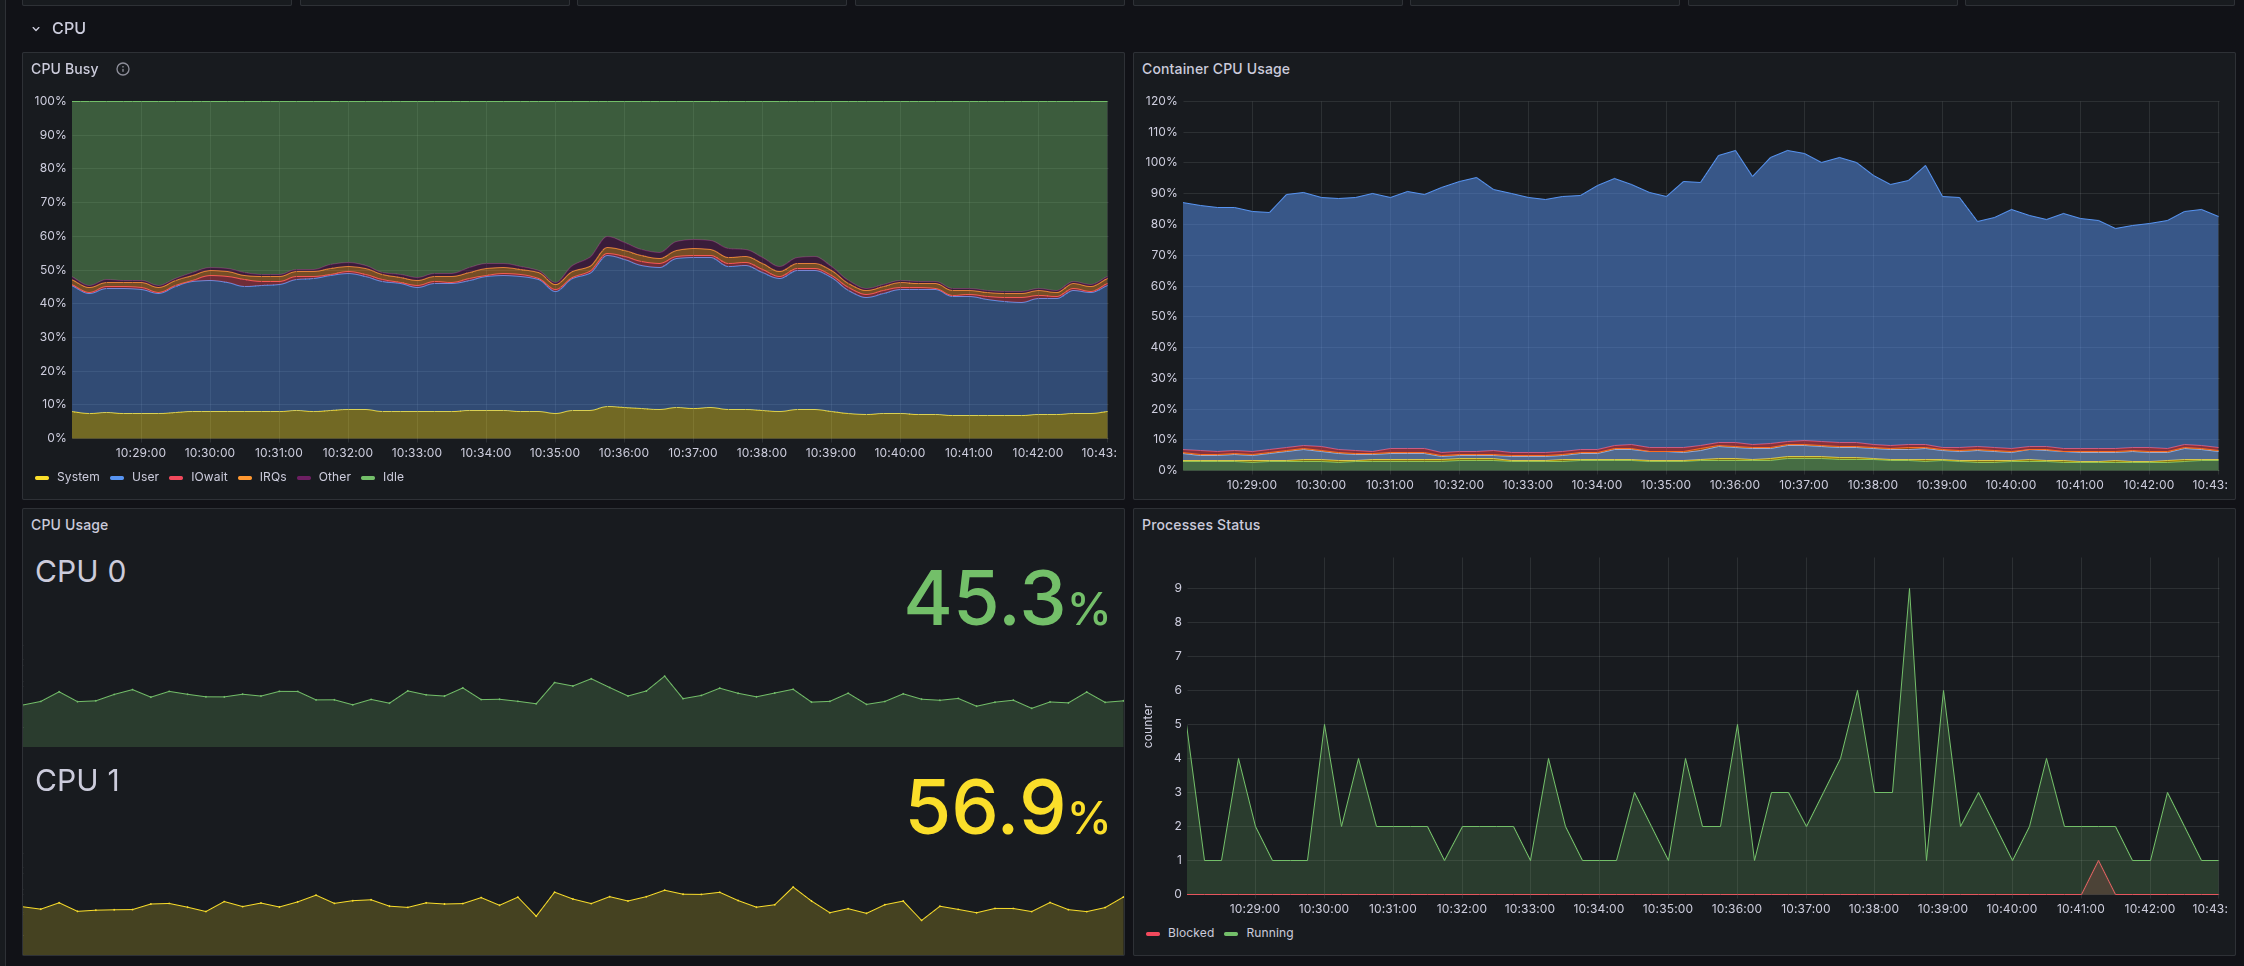 CPU
CPU Busy
100%
90%
80%
70%
60%
50%
40%
30%
20%
10%
0%
10:29:00 10:30:00 10:31:00 10:32:00 10:33:00 10:34:00 10:35:00 10:36:00 10:37:00 10:38:00 10:39:00 10:40:00 10:41:00 10:42:00 10:43:
System User IOwait IRQs Other Idle
Container CPU Usage
120%
110%
100%
90%
80%
70%
60%
50%
40%
30%
20%
10%
0%
10:29:00 10:30:00 10:31:00 10:32:00 10:33:00 10:34:00 10:35:00 10:36:00 10:37:00 10:38:00 10:39:00 10:40:00 10:41:00 10:42:00 10:43:
CPU Usage
CPU 0
45.3%
CPU 1
56.9%
Processes Status
counter
9
8
7
6
5
4
3
2
1
0
10:29:00 10:30:00 10:31:00 10:32:00 10:33:00 10:34:00 10:35:00 10:36:00 10:37:00 10:38:00 10:39:00 10:40:00 10:41:00 10:42:00 10:43:
Blocked Running